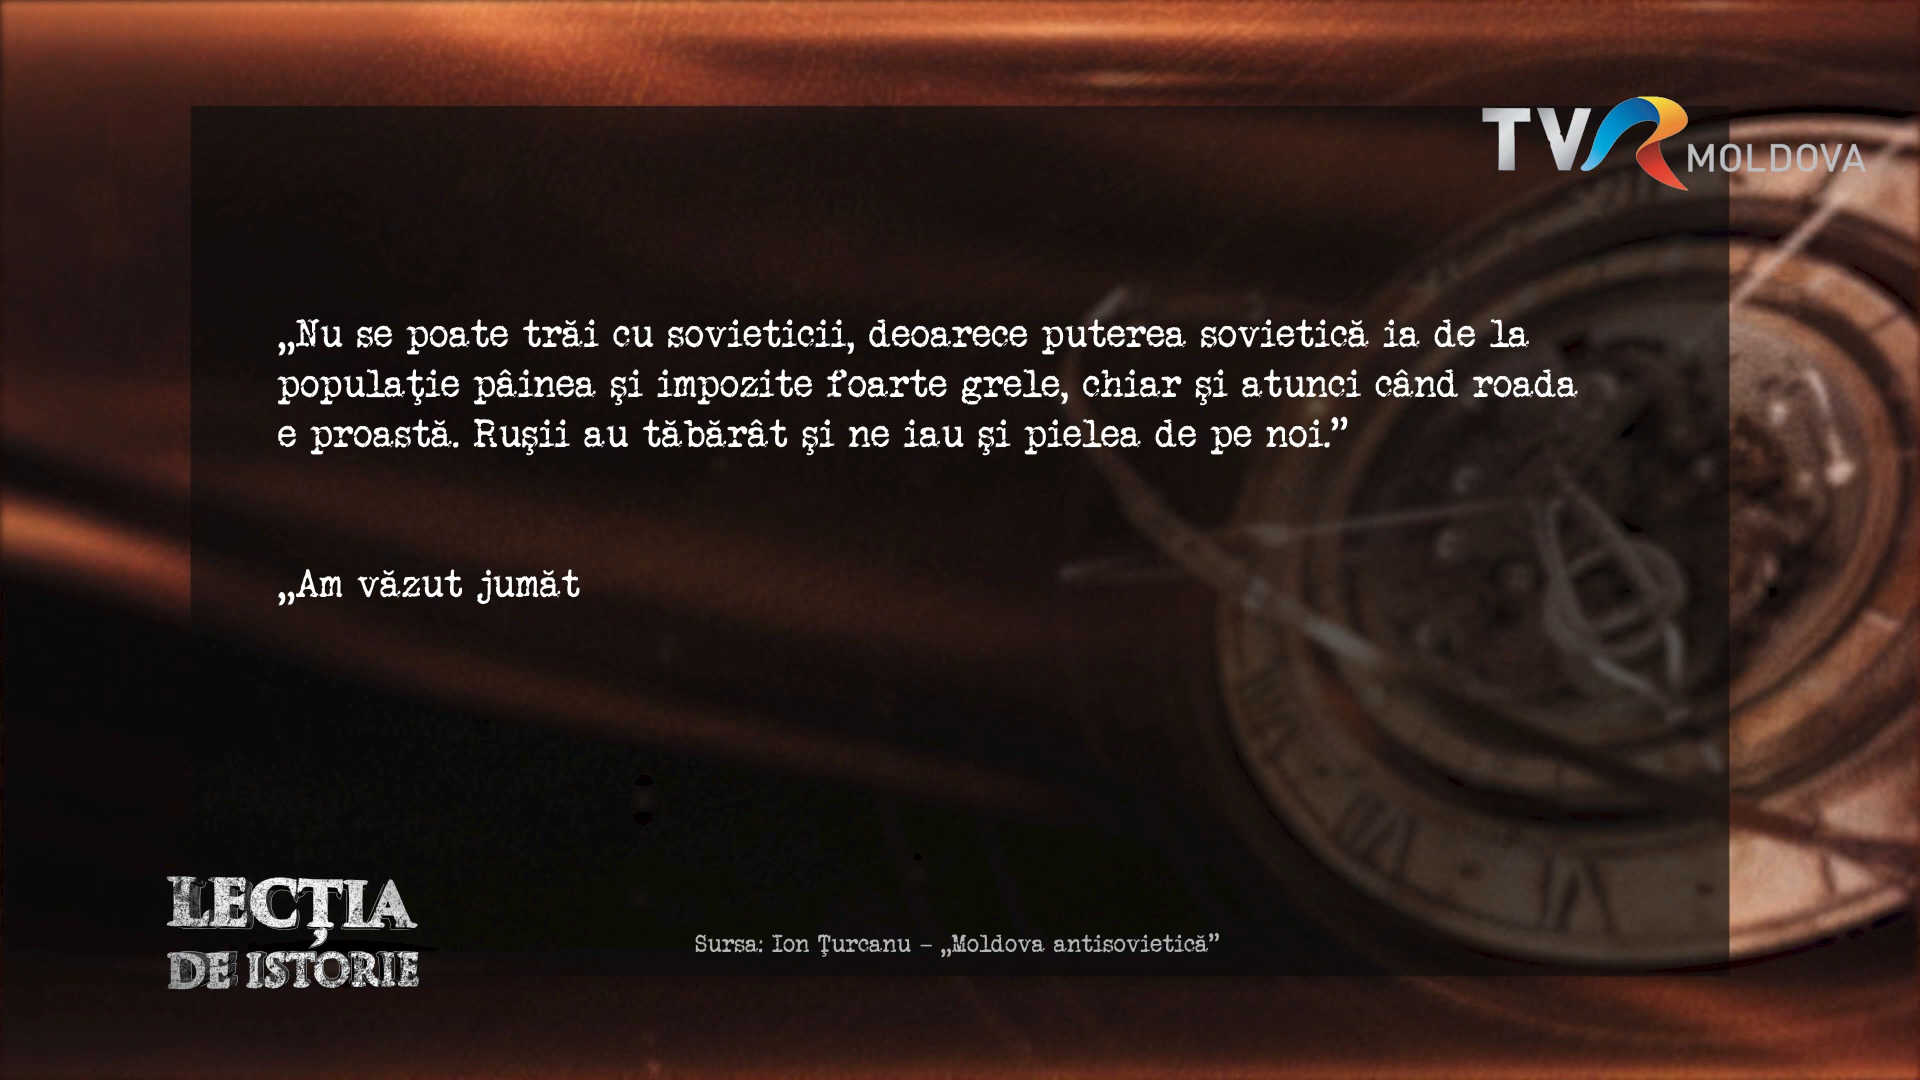 TVR MOLDOVA
„Nu se poate trăi cu sovieticii, deoarece puterea sovietică ia de la
populaţie pâinea şi impozite foarte grele, chiar şi atunci când roada
e proastă. Ruşii au tăbărât şi ne iau şi pielea de pe noi.”
„Am văzut jumăt
LECȚIA
DE ISTORIE
Sursa: Ion Ţurcanu – „Moldova antisovietică”